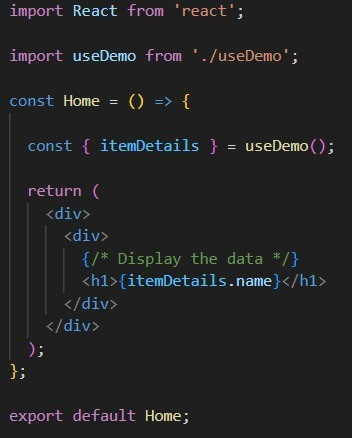 import React from 'react';
import useDemo from './useDemo';
const Home = () => {
const { itemDetails } = useDemo();
return (
<div>
<div>
{/* Display the data */}
<h1>{itemDetails.name}</h1>
</div>
</div>
);
};
export default Home;